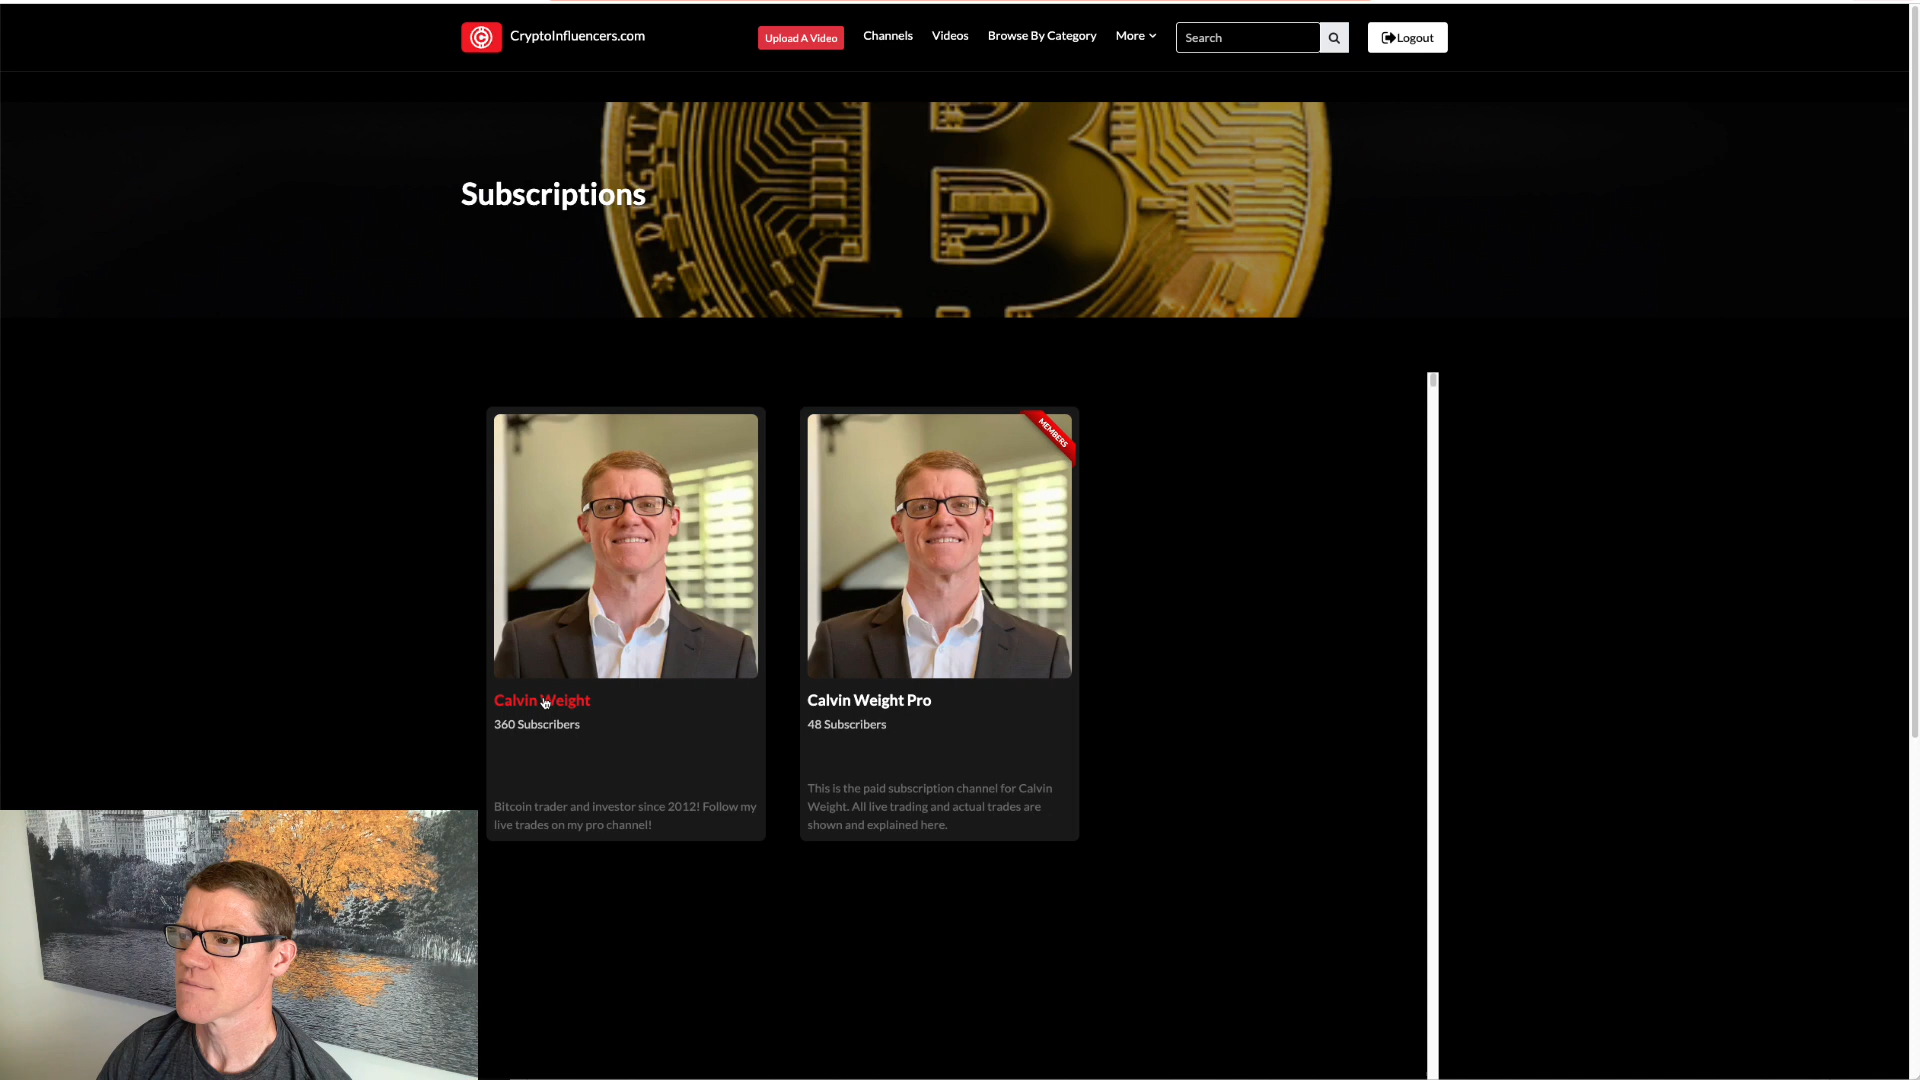 CryptoInfluencers.com
Upload A Video
Channels
Videos
Browse By Category
More
Search
Logout
DIGIT
B
Subscriptions
MEMBERS
Calvin Weight
360 Subscribers
Bitcoin trader and investor since 2012! Follow my
live trades on my pro channel!
Calvin Weight Pro
48 Subscribers
This is the paid subscription channel for Calvin
Weight. All live trading and actual trades are
shown and explained here.